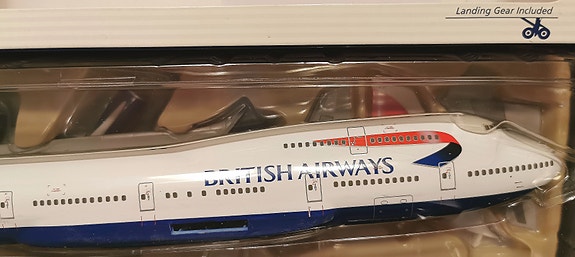 Landing Gear Included
BRITISH AIRWAYS